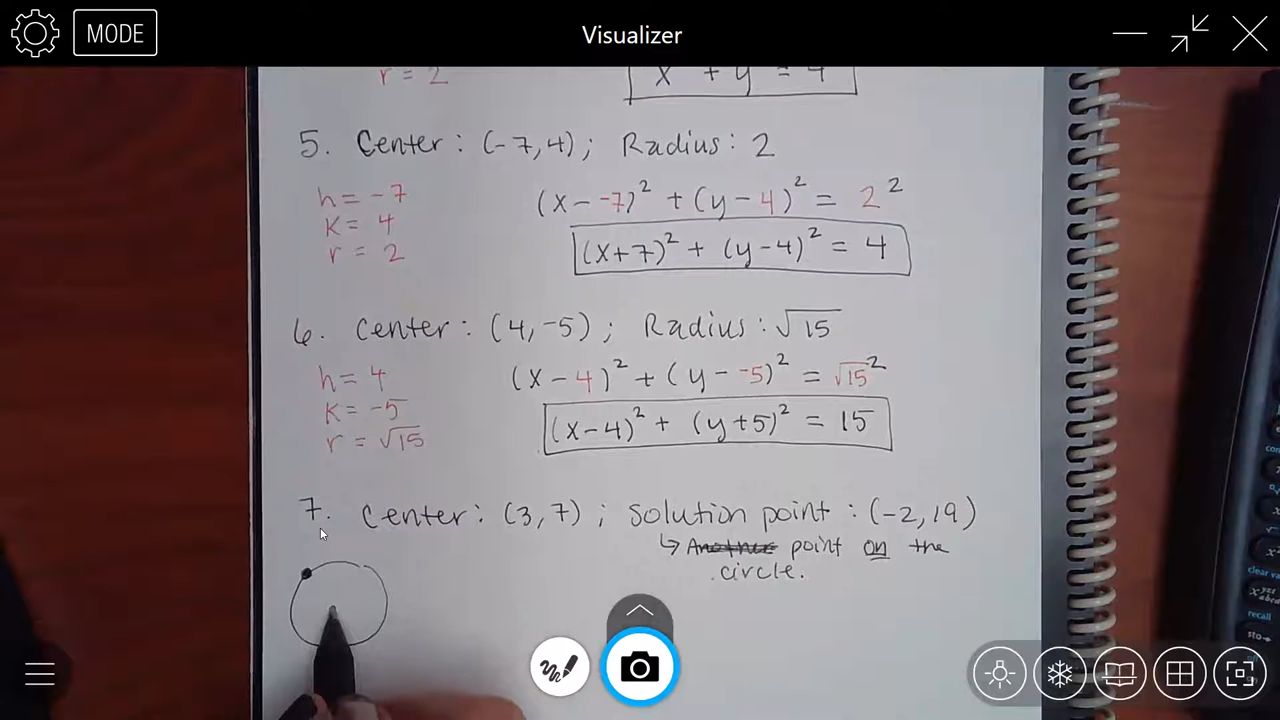 MODE
Visualizer
r = 2
x + y = 4
5. Center: (-7,4); Radius: 2
h = -7
(x - -7)² + (y - 4)² = 2²
K = 4
r = 2
(x+7)² + (y-4)² = 4
6. Center: (4,-5); Radius: √15
h = 4
(x - 4)² + (y - -5)² = √15²
K = -5
r = √15
(x-4)² + (y+5)² = 15
7. Center: (3,7); Solution point: (-2,19)
↳ Another point on the
circle.